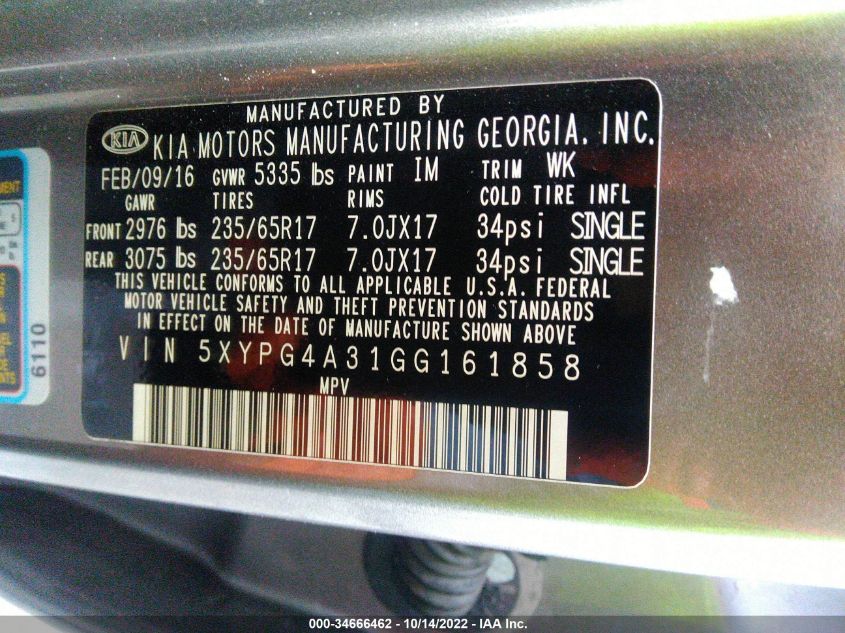 MANUFACTURED BY
KIA KIA MOTORS MANUFACTURING GEORGIA, INC.
FEB/09/16 GVWR 5335 lbs PAINT IM TRIM WK
GAWR TIRES RIMS COLD TIRE INFL
FRONT 2976 lbs 235/65R17 7.0JX17 34psi SINGLE
REAR 3075 lbs 235/65R17 7.0JX17 34psi SINGLE
THIS VEHICLE CONFORMS TO ALL APPLICABLE U.S.A. FEDERAL
MOTOR VEHICLE SAFETY AND THEFT PREVENTION STANDARDS
IN EFFECT ON THE DATE OF MANUFACTURE SHOWN ABOVE
VIN 5XYPG4A31GG161858
MPV
6110
000-34666462 - 10/14/2022 - IAA Inc.